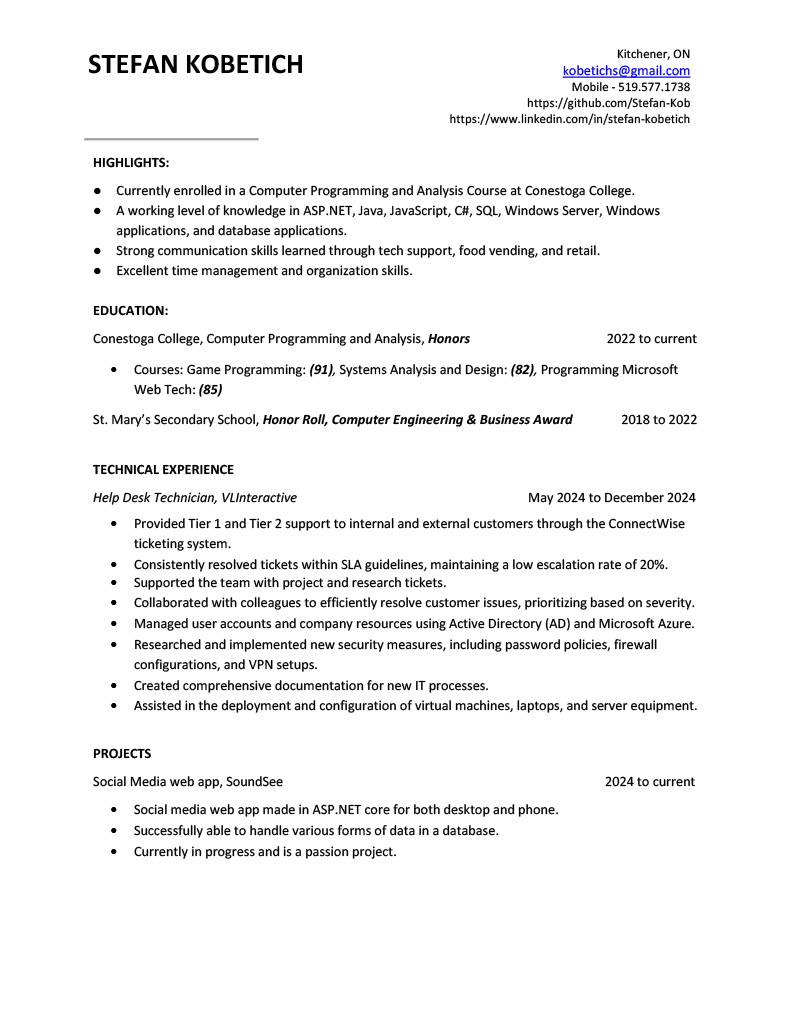 STEFAN KOBETICH
Kitchener, ON
kobetichs@gmail.com
Mobile - 519.577.1738
https://github.com/Stefan-Kob
https://www.linkedin.com/in/stefan-kobetich
HIGHLIGHTS:
● Currently enrolled in a Computer Programming and Analysis Course at Conestoga College.
● A working level of knowledge in ASP.NET, Java, JavaScript, C#, SQL, Windows Server, Windows
applications, and database applications.
● Strong communication skills learned through tech support, food vending, and retail.
● Excellent time management and organization skills.
EDUCATION:
Conestoga College, Computer Programming and Analysis, Honors 2022 to current
• Courses: Game Programming: (91), Systems Analysis and Design: (82), Programming Microsoft
Web Tech: (85)
St. Mary’s Secondary School, Honor Roll, Computer Engineering & Business Award 2018 to 2022
TECHNICAL EXPERIENCE
Help Desk Technician, VLInteractive May 2024 to December 2024
• Provided Tier 1 and Tier 2 support to internal and external customers through the ConnectWise
ticketing system.
• Consistently resolved tickets within SLA guidelines, maintaining a low escalation rate of 20%.
• Supported the team with project and research tickets.
• Collaborated with colleagues to efficiently resolve customer issues, prioritizing based on severity.
• Managed user accounts and company resources using Active Directory (AD) and Microsoft Azure.
• Researched and implemented new security measures, including password policies, firewall
configurations, and VPN setups.
• Created comprehensive documentation for new IT processes.
• Assisted in the deployment and configuration of virtual machines, laptops, and server equipment.
PROJECTS
Social Media web app, SoundSee 2024 to current
• Social media web app made in ASP.NET core for both desktop and phone.
• Successfully able to handle various forms of data in a database.
• Currently in progress and is a passion project.